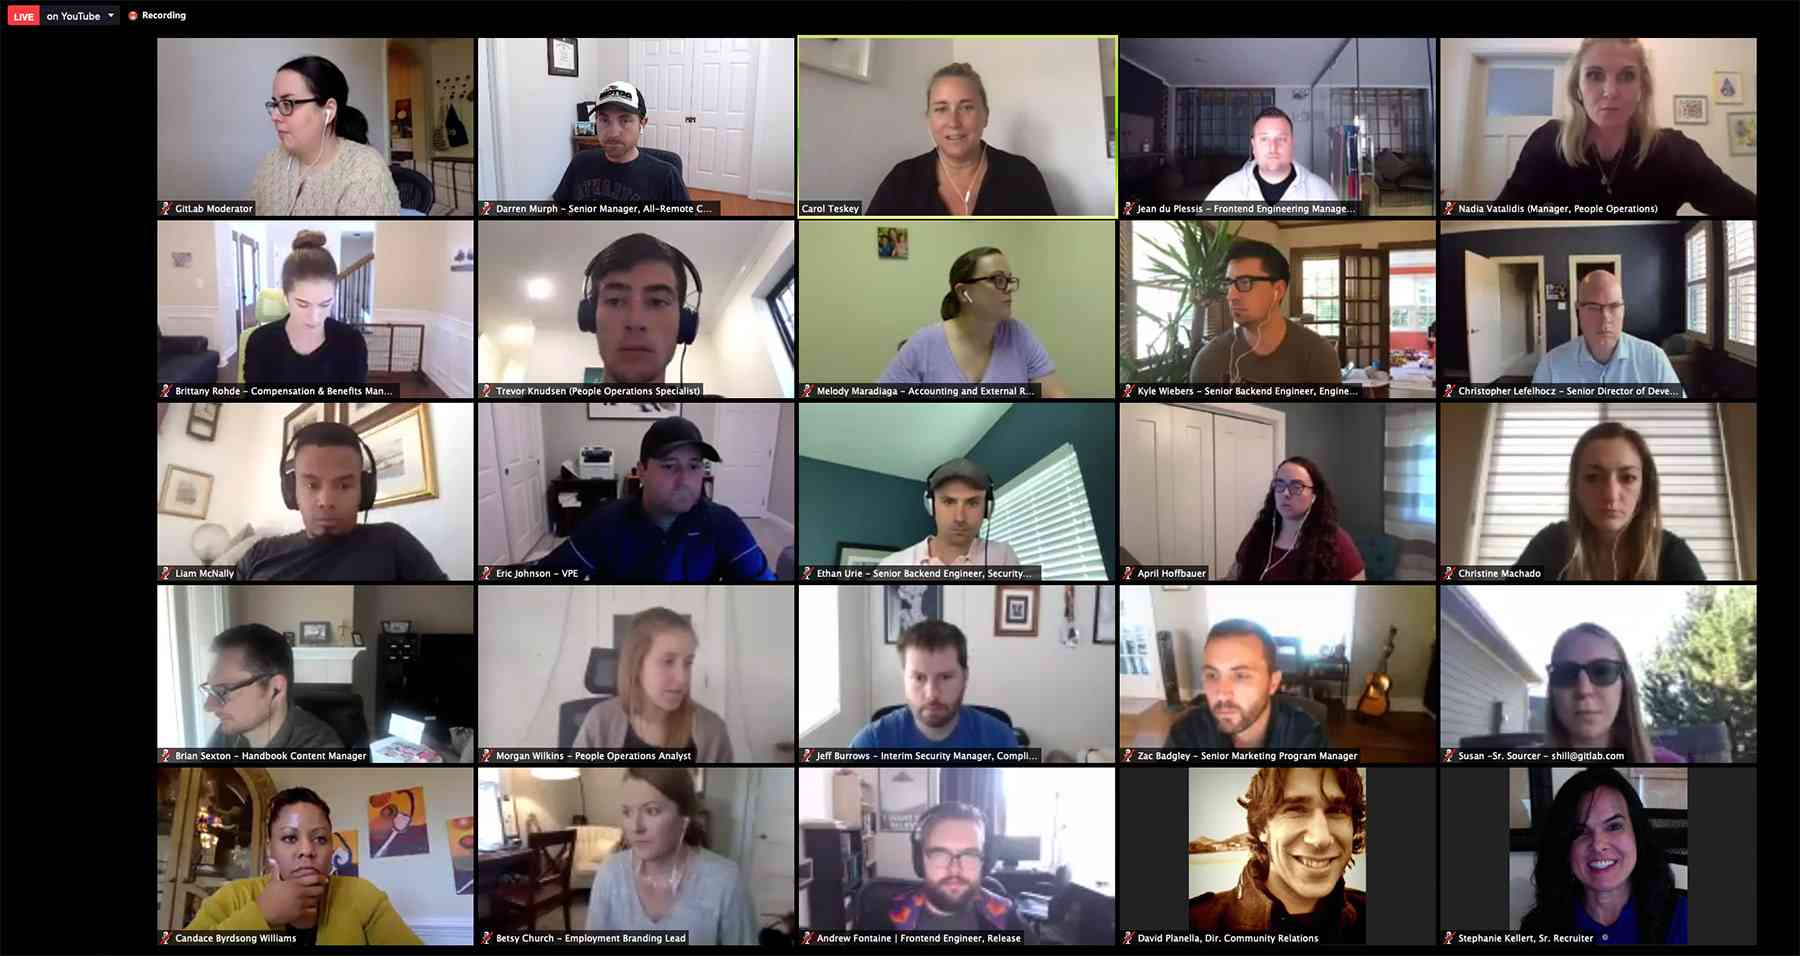 LIVE on YouTube Recording
GitLab Moderator
Darren Murph – Senior Manager, All-Remote C...
Carol Teskey
Jean du Plessis – Frontend Engineering Manage...
Nadia Vatalidis (Manager, People Operations)
Brittany Rohde – Compensation & Benefits Man...
Trevor Knudsen (People Operations Specialist)
Melody Maradiaga – Accounting and External R...
Kyle Wiebers – Senior Backend Engineer, Engine...
Christopher Lefelhocz – Senior Director of Deve...
Liam McNally
Eric Johnson – VPE
Ethan Urie – Senior Backend Engineer, Security...
April Hoffbauer
Christine Machado
Brian Sexton – Handbook Content Manager
Morgan Wilkins – People Operations Analyst
Jeff Burrows – Interim Security Manager, Compli...
Zac Badgley – Senior Marketing Program Manager
Susan –Sr. Sourcer – shill@gitlab.com
Candace Byrdsong Williams
Betsy Church – Employment Branding Lead
Andrew Fontaine | Frontend Engineer, Release
David Planella, Dir. Community Relations
Stephanie Kellert, Sr. Recruiter